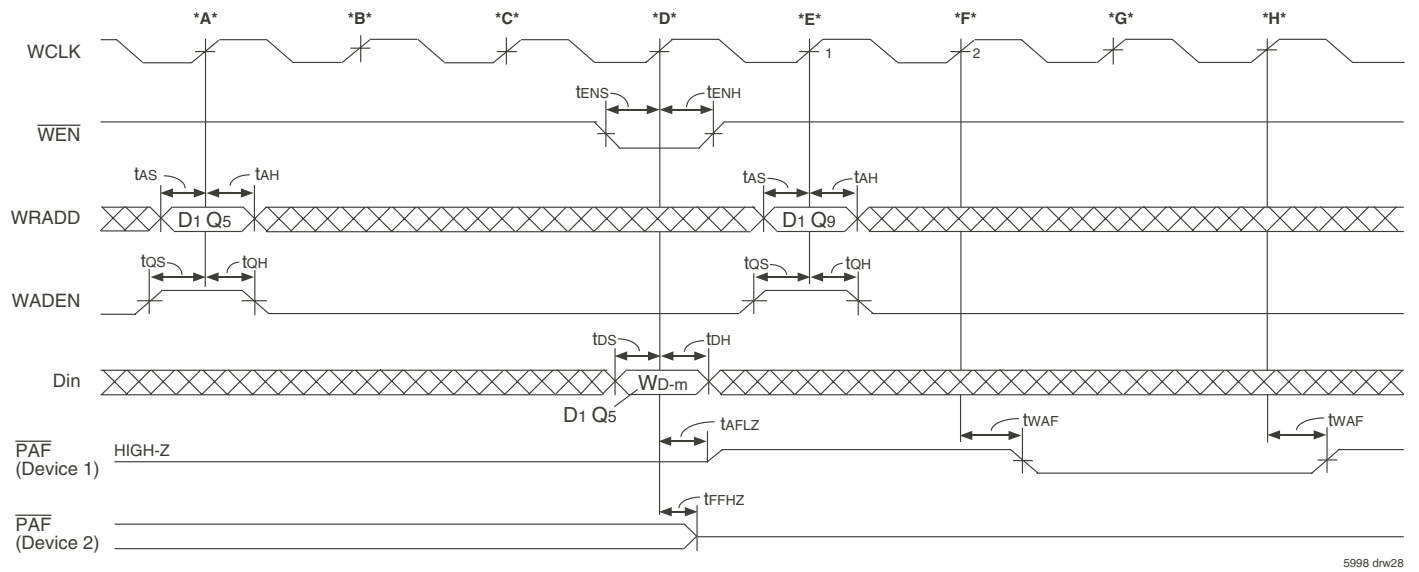 *A* *B* *C* *D* *E* *F* *G* *H*
WCLK 1 2
tENS tENH
WEN
tAS tAH tAS tAH
WRADD D1 Q5 D1 Q9
tQS tQH tQS tQH
WADEN
tDS tDH
Din WD-m
D1 Q5
tAFLZ tWAF tWAF
PAF HIGH-Z
(Device 1)
tFFHZ
PAF
(Device 2)
5998 drw28